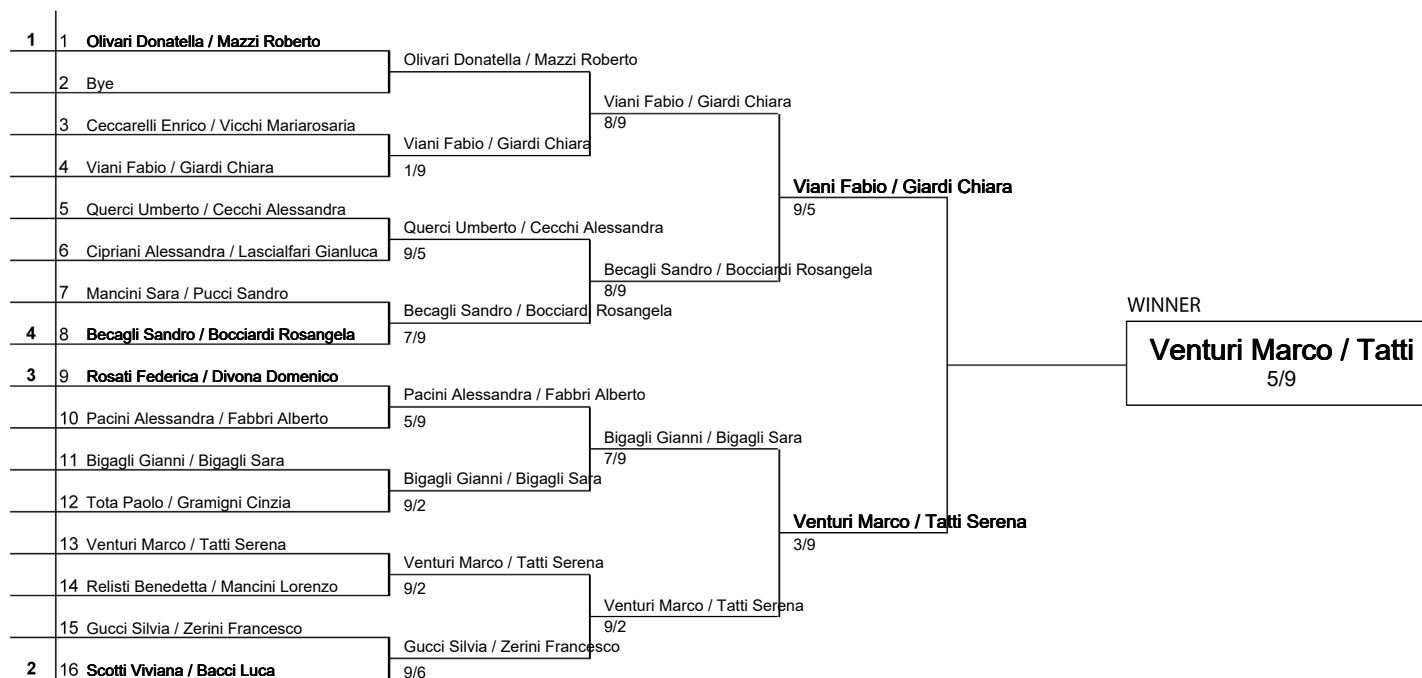 1 1 Olivari Donatella / Mazzi Roberto
Olivari Donatella / Mazzi Roberto
2 Bye
Viani Fabio / Giardi Chiara
8/9
3 Ceccarelli Enrico / Vicchi Mariarosaria
Viani Fabio / Giardi Chiara
1/9
4 Viani Fabio / Giardi Chiara
Viani Fabio / Giardi Chiara
9/5
5 Querci Umberto / Cecchi Alessandra
Querci Umberto / Cecchi Alessandra
9/5
6 Cipriani Alessandra / Lascialfari Gianluca
Becagli Sandro / Bocciardi Rosangela
8/9
7 Mancini Sara / Pucci Sandro
Becagli Sandro / Bocciardi Rosangela
7/9
4 8 Becagli Sandro / Bocciardi Rosangela
WINNER
Venturi Marco / Tatti
5/9
3 9 Rosati Federica / Divona Domenico
Pacini Alessandra / Fabbri Alberto
5/9
10 Pacini Alessandra / Fabbri Alberto
Bigagli Gianni / Bigagli Sara
7/9
11 Bigagli Gianni / Bigagli Sara
Bigagli Gianni / Bigagli Sara
9/2
12 Tota Paolo / Gramigni Cinzia
Venturi Marco / Tatti Serena
3/9
13 Venturi Marco / Tatti Serena
Venturi Marco / Tatti Serena
9/2
14 Relisti Benedetta / Mancini Lorenzo
Venturi Marco / Tatti Serena
9/2
15 Gucci Silvia / Zerini Francesco
Gucci Silvia / Zerini Francesco
9/6
2 16 Scotti Viviana / Bacci Luca